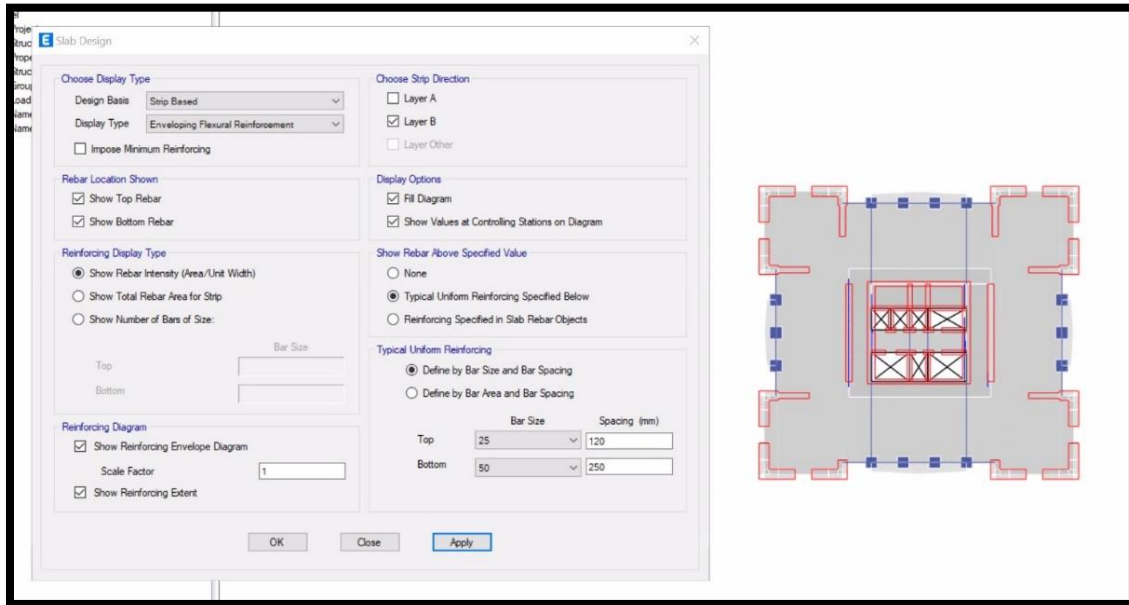 Slab Design
Choose Display Type
Design Basis Strip Based
Display Type Enveloping Flexural Reinforcement
Impose Minimum Reinforcing
Rebar Location Shown
Show Top Rebar
Show Bottom Rebar
Reinforcing Display Type
Show Rebar Intensity (Area/Unit Width)
Show Total Rebar Area for Strip
Show Number of Bars of Size:
Bar Size
Top
Bottom
Reinforcing Diagram
Show Reinforcing Envelope Diagram
Scale Factor 1
Show Reinforcing Extent
Choose Strip Direction
Layer A
Layer B
Layer Other
Display Options
Fill Diagram
Show Values at Controlling Stations on Diagram
Show Rebar Above Specified Value
None
Typical Uniform Reinforcing Specified Below
Reinforcing Specified in Slab Rebar Objects
Typical Uniform Reinforcing
Define by Bar Size and Bar Spacing
Define by Bar Area and Bar Spacing
Bar Size Spacing (mm)
Top 25 120
Bottom 50 250
OK Close Apply